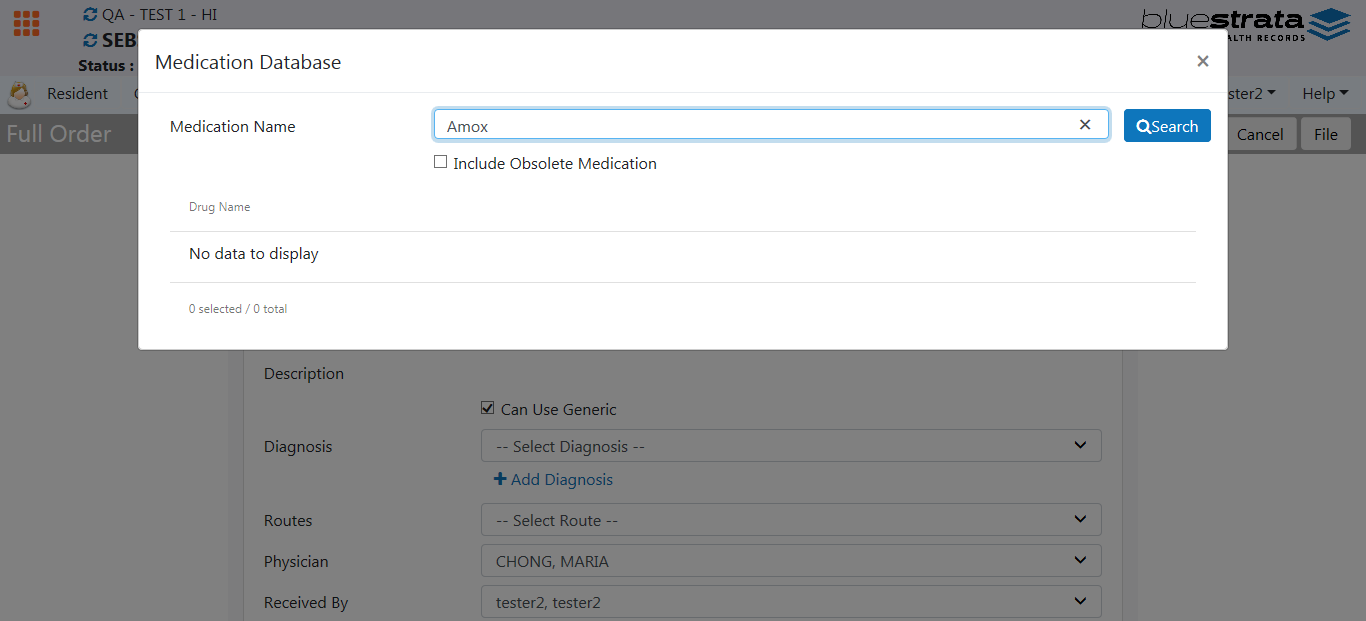 QA - TEST 1 - HI
bluestrata
ALTH RECORDS
SEB
Status :
Medication Database
×
Resident
ster2
Help
Full Order
Cancel
File
Medication Name
Amox
Search
Include Obsolete Medication
Drug Name
No data to display
0 selected / 0 total
Description
Can Use Generic
Diagnosis
-- Select Diagnosis --
Add Diagnosis
Routes
-- Select Route --
Physician
CHONG, MARIA
Received By
tester2, tester2